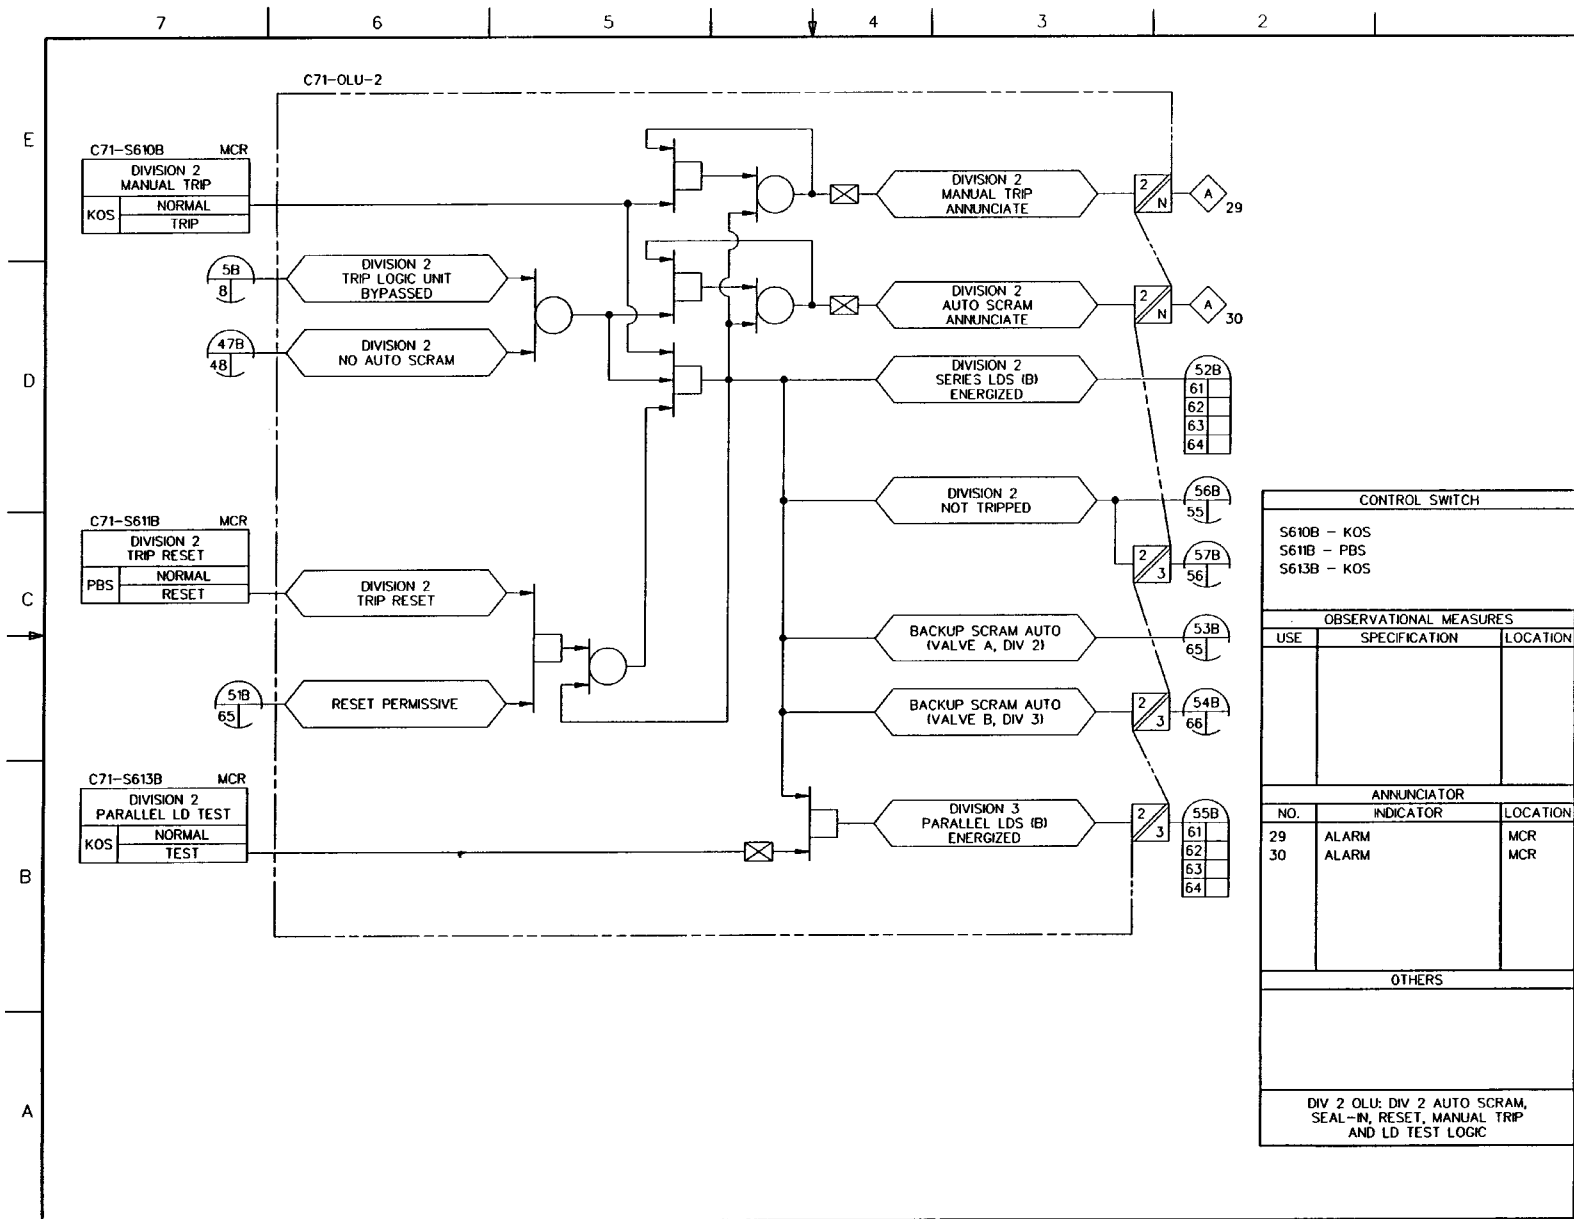 7 6 5 4 3 2
C71-OLU-2
E
C71-S610B MCR
DIVISION 2
MANUAL TRIP
KOS NORMAL
TRIP
DIVISION 2
MANUAL TRIP
ANNUNCIATE
2
N
A
29
5B
8
DIVISION 2
TRIP LOGIC UNIT
BYPASSED
DIVISION 2
AUTO SCRAM
ANNUNCIATE
2
N
A
30
D
47B
48
DIVISION 2
NO AUTO SCRAM
DIVISION 2
SERIES LDS (B)
ENERGIZED
52B
61
62
63
64
DIVISION 2
NOT TRIPPED
56B
55
2
3
57B
56
C
C71-S611B MCR
DIVISION 2
TRIP RESET
PBS NORMAL
RESET
DIVISION 2
TRIP RESET
BACKUP SCRAM AUTO
(VALVE A, DIV 2)
53B
65
51B
65
RESET PERMISSIVE
BACKUP SCRAM AUTO
(VALVE B, DIV 3)
2
3
54B
66
B
C71-S613B MCR
DIVISION 2
PARALLEL LD TEST
KOS NORMAL
TEST
DIVISION 3
PARALLEL LDS (B)
ENERGIZED
2
3
55B
61
62
63
64
A
CONTROL SWITCH
S610B - KOS
S611B - PBS
S613B - KOS
OBSERVATIONAL MEASURES
USE SPECIFICATION LOCATION
ANNUNCIATOR
NO. INDICATOR LOCATION
29 ALARM MCR
30 ALARM MCR
OTHERS
DIV 2 OLU: DIV 2 AUTO SCRAM,
SEAL-IN, RESET, MANUAL TRIP
AND LD TEST LOGIC